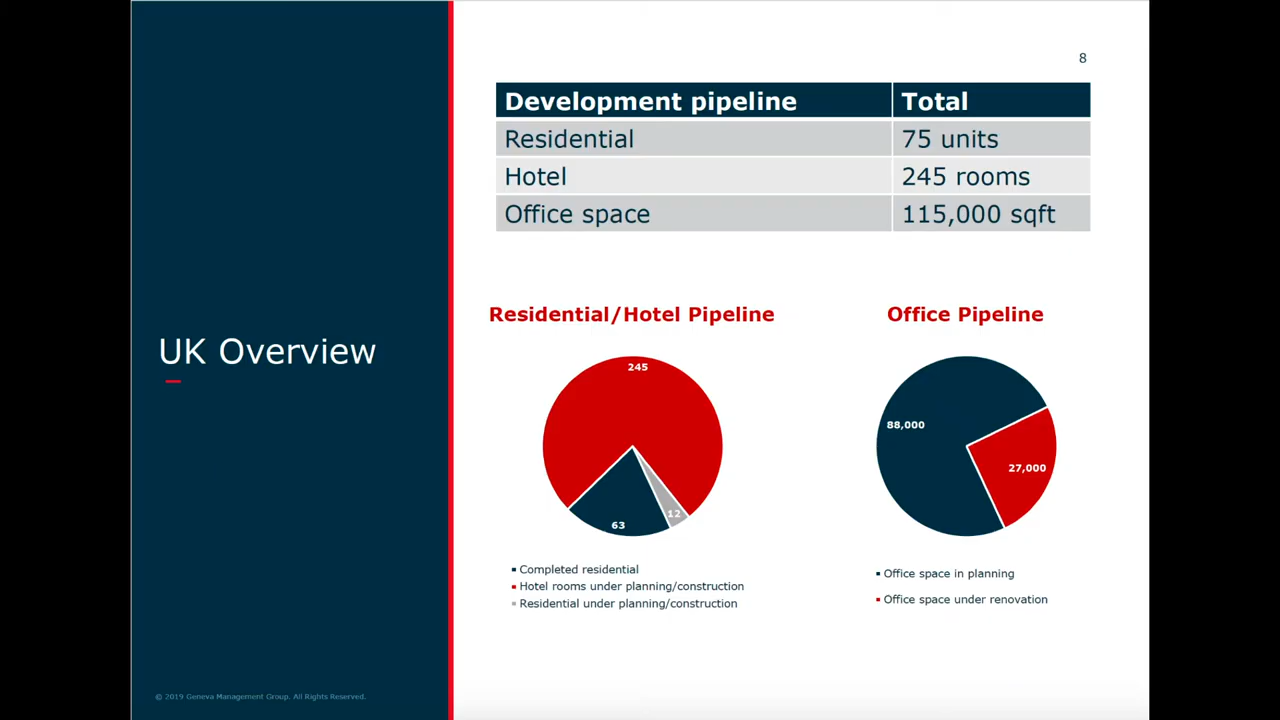 8
Development pipeline Total
Residential 75 units
Hotel 245 rooms
Office space 115,000 sqft
UK Overview
Residential/Hotel Pipeline
245
12
63
Completed residential
Hotel rooms under planning/construction
Residential under planning/construction
Office Pipeline
88,000
27,000
Office space in planning
Office space under renovation
© 2019 Geneva Management Group. All Rights Reserved.